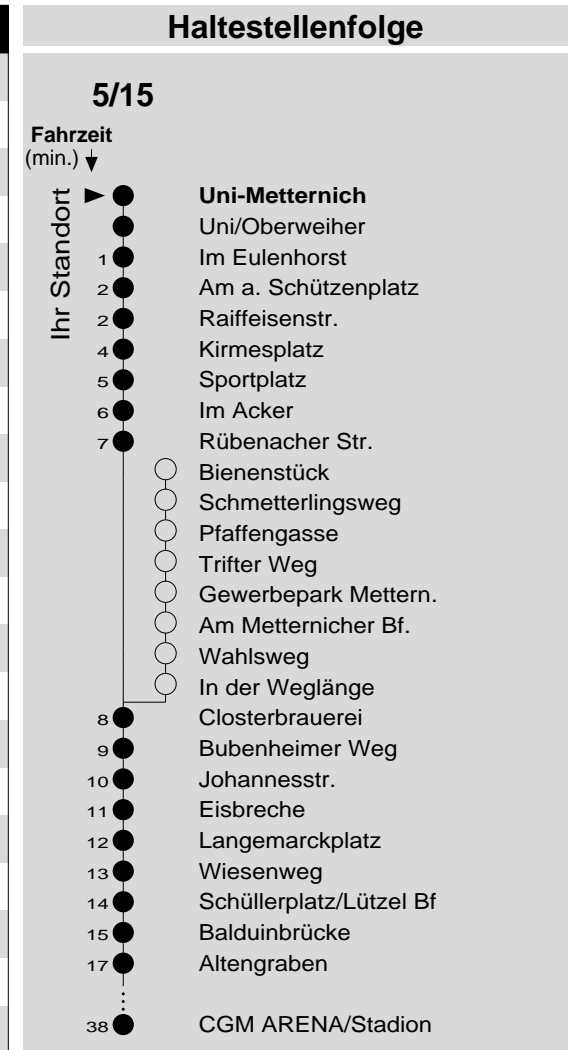 Haltestellenfolge
5/15
Fahrzeit
(min.)
Ihr Standort
Uni-Metternich
Uni/Oberweiher
1 Im Eulenhorst
2 Am a. Schützenplatz
2 Raiffeisenstr.
4 Kirmesplatz
5 Sportplatz
6 Im Acker
7 Rübenacher Str.
Bienenstück
Schmetterlingsweg
Pfaffengasse
Trifter Weg
Gewerbepark Mettern.
Am Metternicher Bf.
Wahlsweg
In der Weglänge
8 Closterbrauerei
9 Bubenheimer Weg
10 Johannesstr.
11 Eisbreche
12 Langemarckplatz
13 Wiesenweg
14 Schüllerplatz/Lützel Bf
15 Balduinbrücke
17 Altengraben
38 CGM ARENA/Stadion